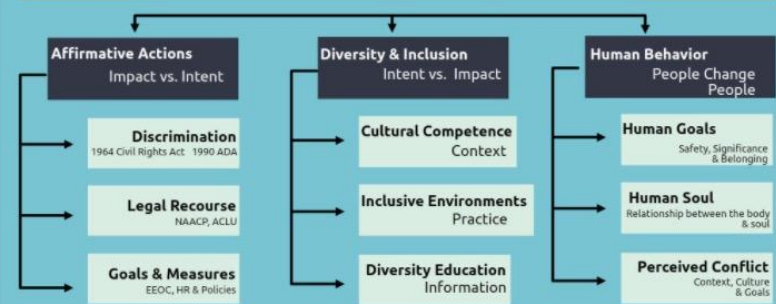 Affirmative Actions
Impact vs. Intent
Discrimination
1964 Civil Rights Act 1990 ADA
Legal Recourse
NAACP, ACLU
Goals & Measures
EEOC, HR & Policies
Diversity & Inclusion
Intent vs. Impact
Cultural Competence
Context
Inclusive Environments
Practice
Diversity Education
Information
Human Behavior
People Change
People
Human Goals
Safety, Significance
& Belonging
Human Soul
Relationship between the body
& soul
Perceived Conflict
Context, Culture
& Goals